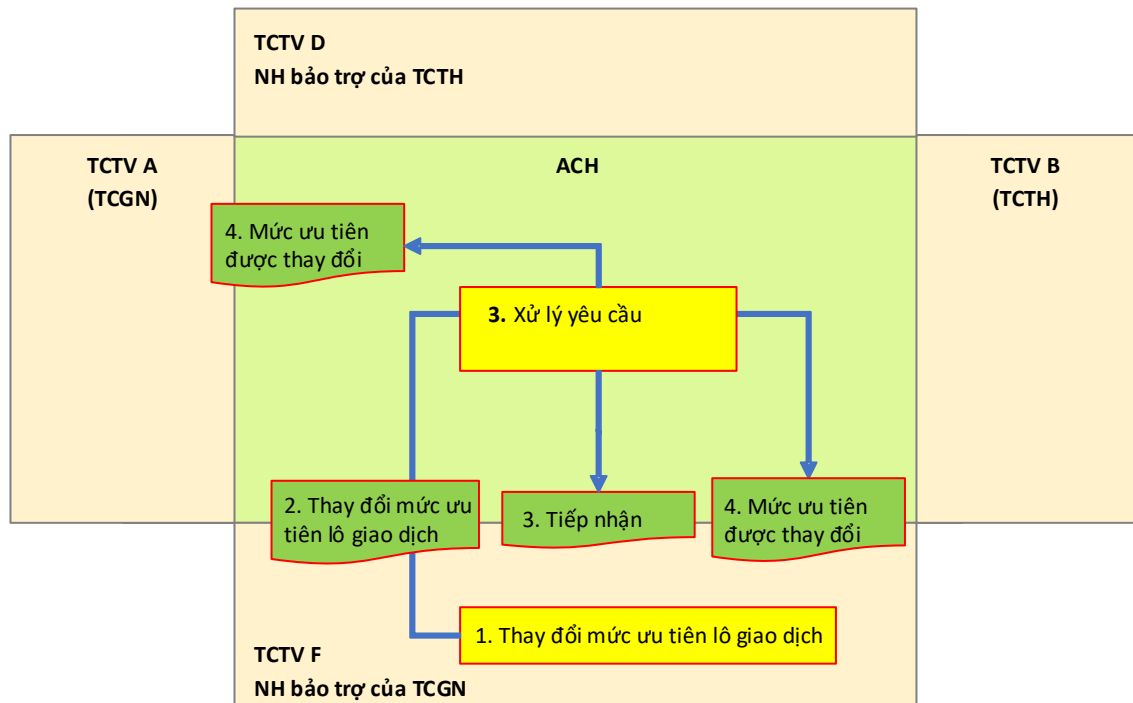 TCTV D
NH bảo trợ của TCTH
TCTV A
(TCGN)
ACH
TCTV B
(TCTH)
4. Mức ưu tiên
được thay đổi
3. Xử lý yêu cầu
2. Thay đổi mức ưu
tiên lô giao dịch
3. Tiếp nhận
4. Mức ưu tiên
được thay đổi
1. Thay đổi mức ưu tiên lô giao dịch
TCTV F
NH bảo trợ của TCGN